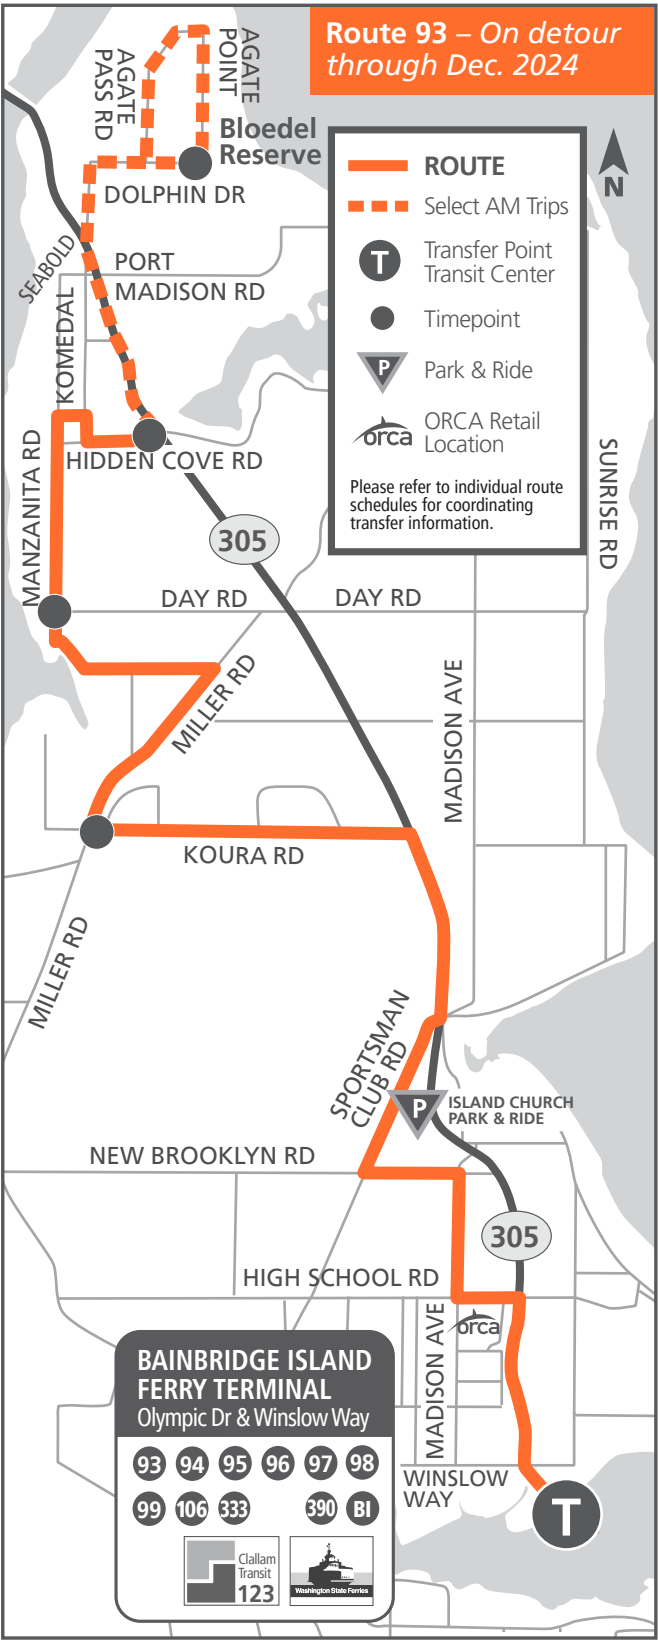 Route 93 – On detour
through Dec. 2024
AGATE
POINT
AGATE
PASS RD
Bloedel
Reserve
DOLPHIN DR
SEABOLD
PORT
MADISON RD
KOMEDAL
N
ROUTE
Select AM Trips
T
Transfer Point
Transit Center
Timepoint
P
Park & Ride
orca
ORCA Retail
Location
Please refer to individual route
schedules for coordinating
transfer information.
MANZANITA RD
HIDDEN COVE RD
SUNRISE RD
305
DAY RD
DAY RD
MILLER RD
MADISON AVE
KOURA RD
MILLER RD
SPORTSMAN
CLUB RD
P
ISLAND CHURCH
PARK & RIDE
NEW BROOKLYN RD
305
HIGH SCHOOL RD
MADISON AVE
orca
BAINBRIDGE ISLAND
FERRY TERMINAL
Olympic Dr & Winslow Way
93 94 95 96 97 98
99 106 333 390 BI
Clallam
Transit
123
Washington State Ferries
WINSLOW
WAY
T